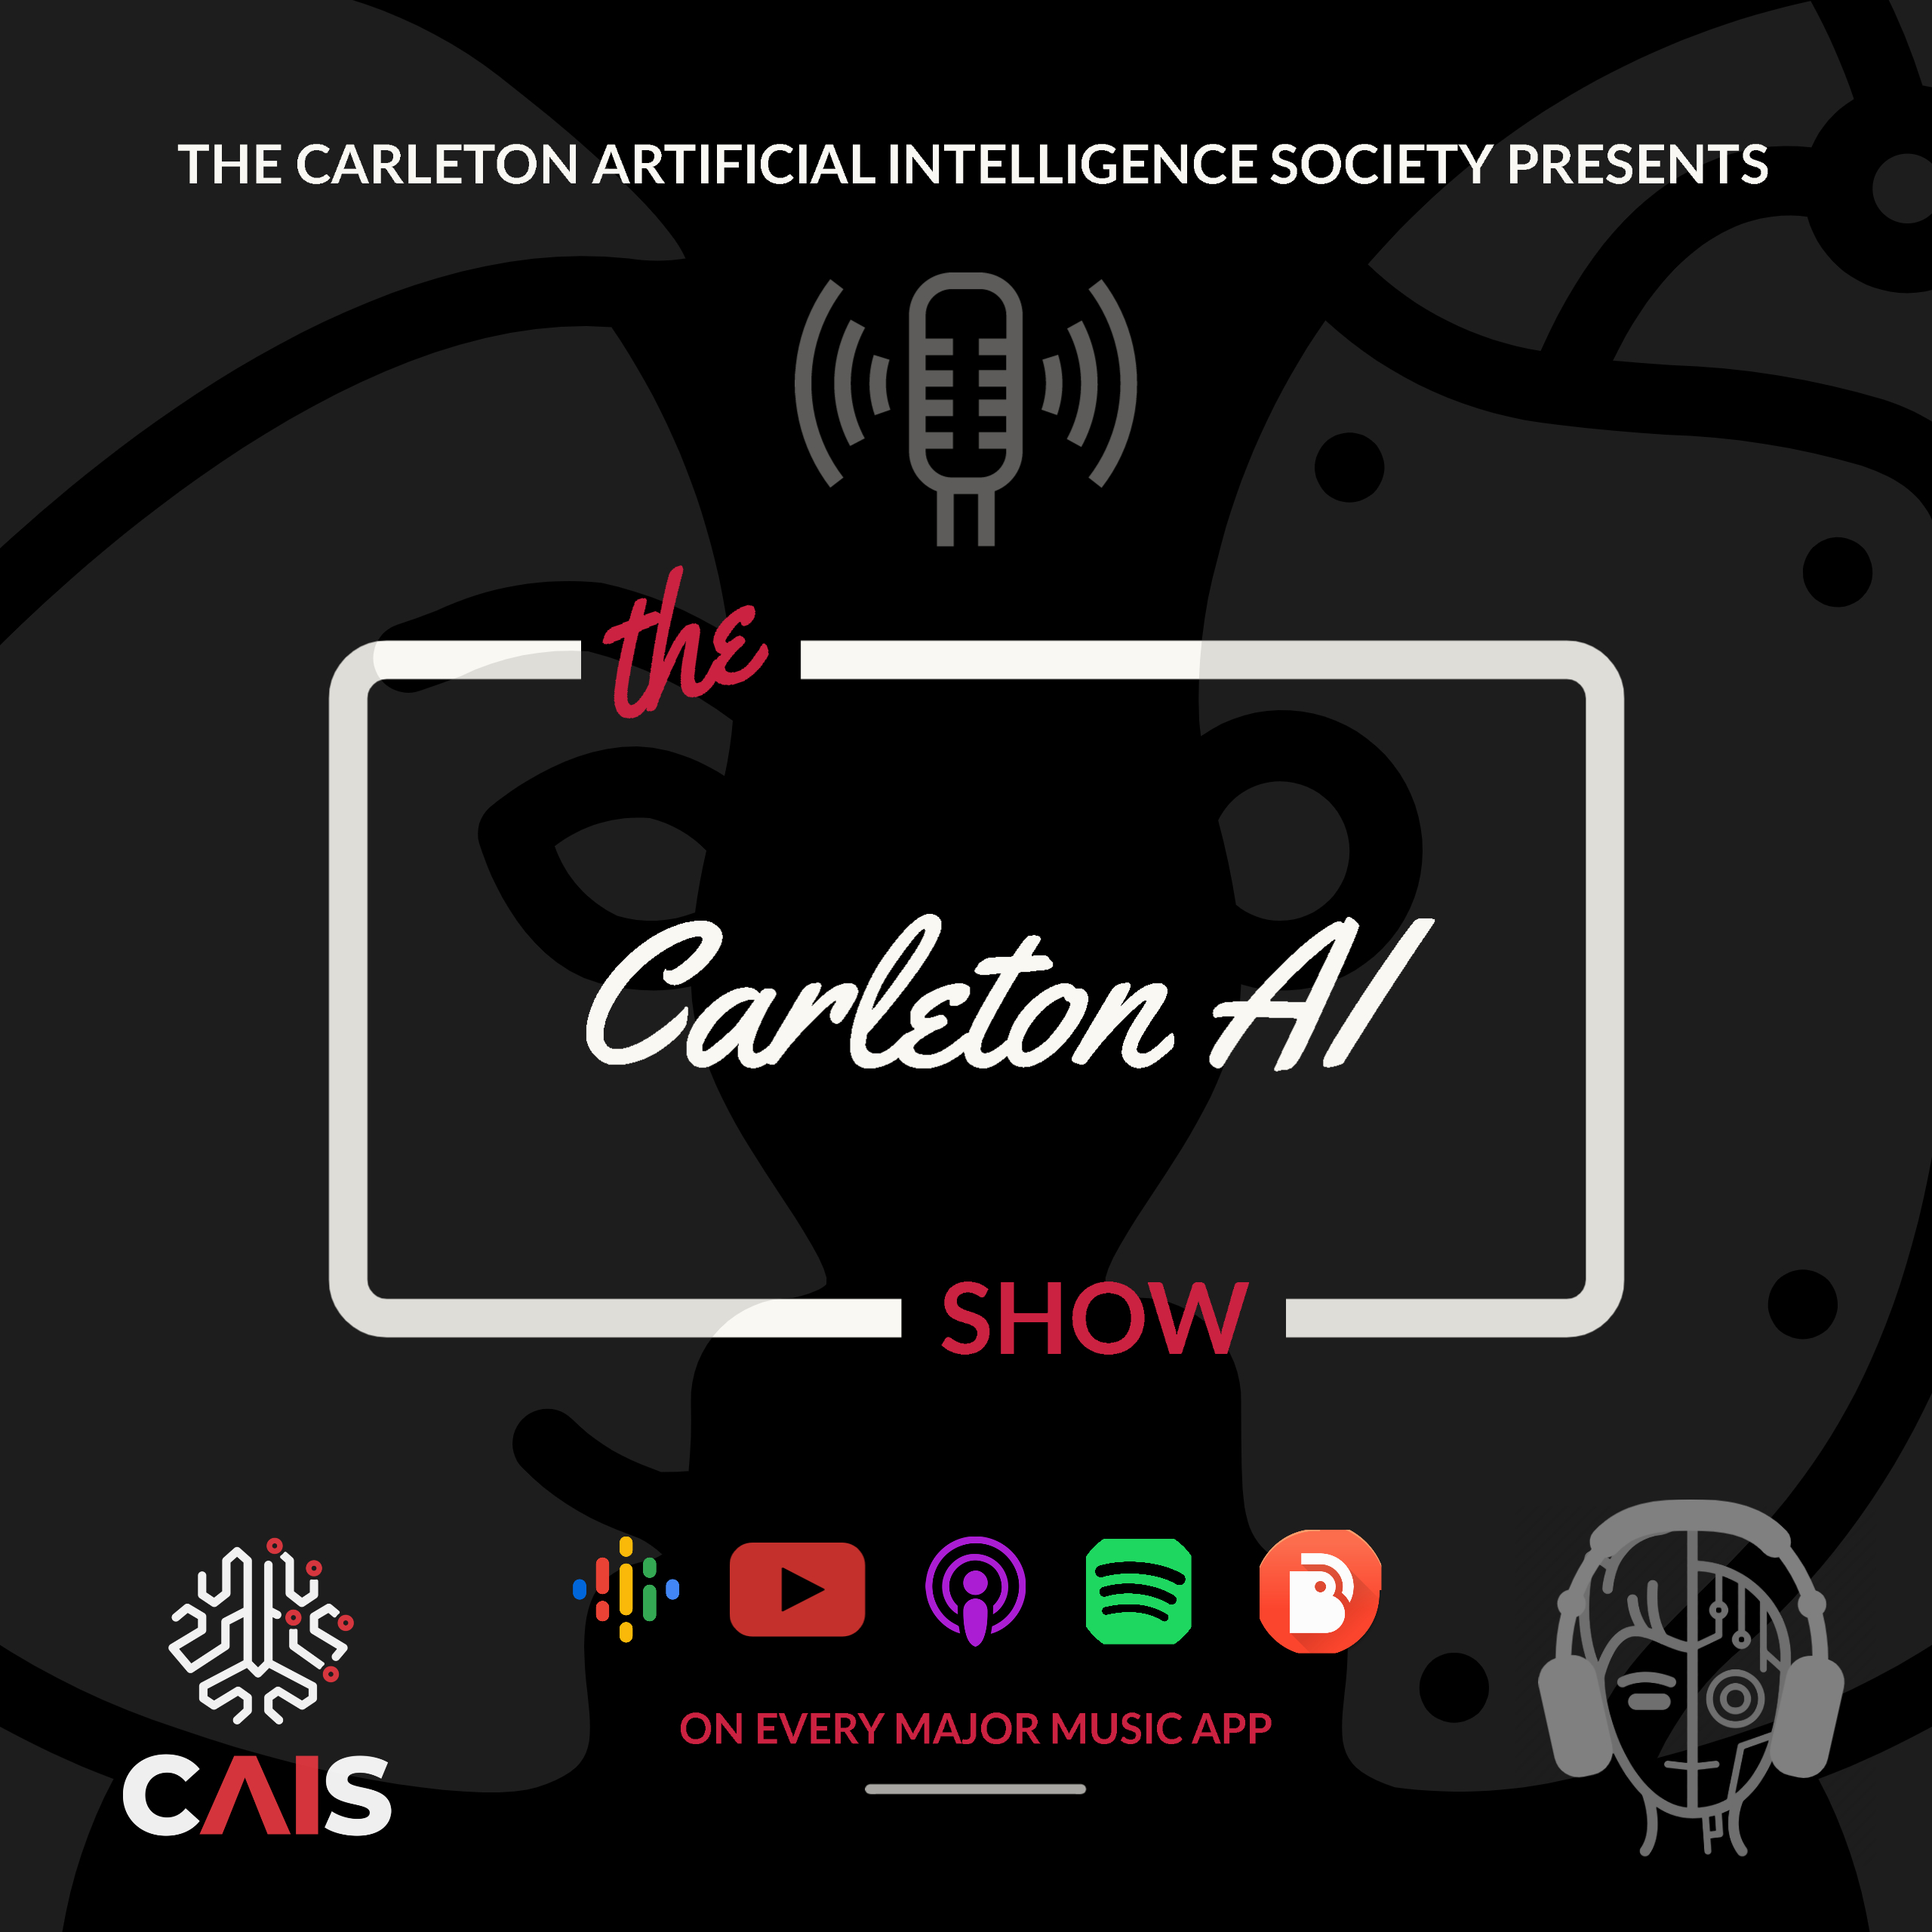 THE CARLETON ARTIFICIAL INTELLIGENCE SOCIETY PRESENTS
the
Carleton AI
SHOW
ON EVERY MAJOR MUSIC APP
CAIS